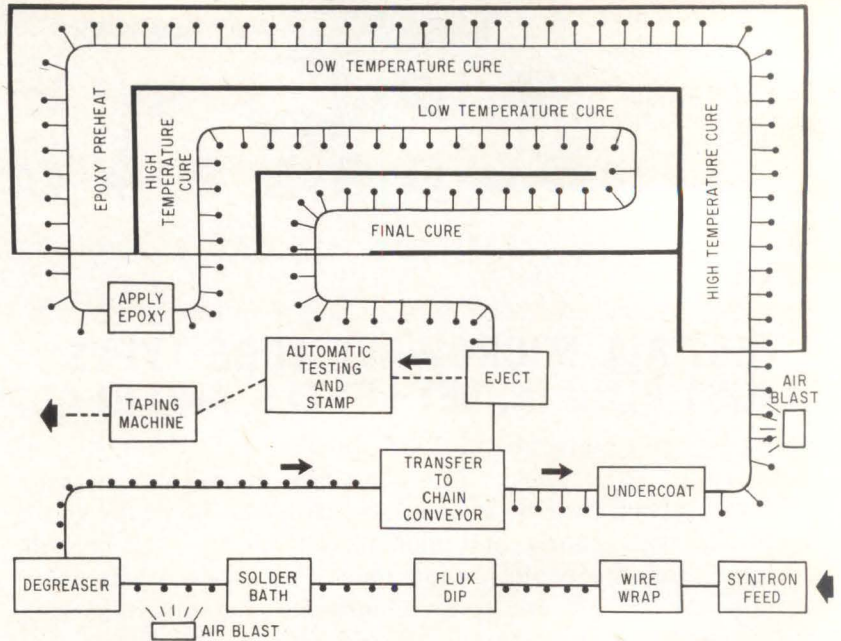 LOW TEMPERATURE CURE
LOW TEMPERATURE CURE
EPOXY PREHEAT
HIGH
TEMPERATURE
CURE
HIGH TEMPERATURE CURE
FINAL CURE
APPLY
EPOXY
AUTOMATIC
TESTING
AND
STAMP
EJECT
AIR
BLAST
TAPING
MACHINE
TRANSFER
TO
CHAIN
CONVEYOR
UNDERCOAT
DEGREASER
SOLDER
BATH
FLUX
DIP
WIRE
WRAP
SYNTRON
FEED
AIR BLAST